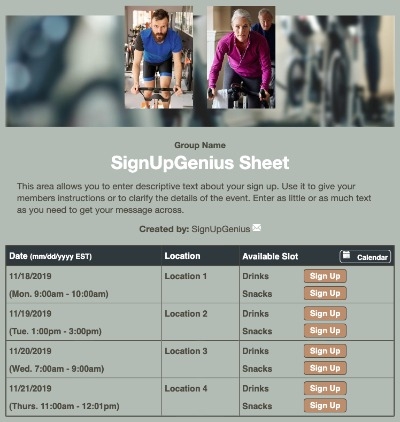 Group Name
SignUpGenius Sheet
This area allows you to enter descriptive text about your sign up. Use it to give your
members instructions or to clarify the details of the event. Enter as little or as much text
as you need to get your message across.
Created by: SignUpGenius
Date (mm/dd/yyyy EST) Location Available Slot Calendar
11/18/2019 Location 1 Drinks Sign Up
(Mon. 9:00am - 10:00am) Snacks Sign Up
11/19/2019 Location 2 Drinks Sign Up
(Tue. 1:00pm - 3:00pm) Snacks Sign Up
11/20/2019 Location 3 Drinks Sign Up
(Wed. 7:00am - 9:00am) Snacks Sign Up
11/21/2019 Location 4 Drinks Sign Up
(Thurs. 11:00am - 12:01pm) Snacks Sign Up